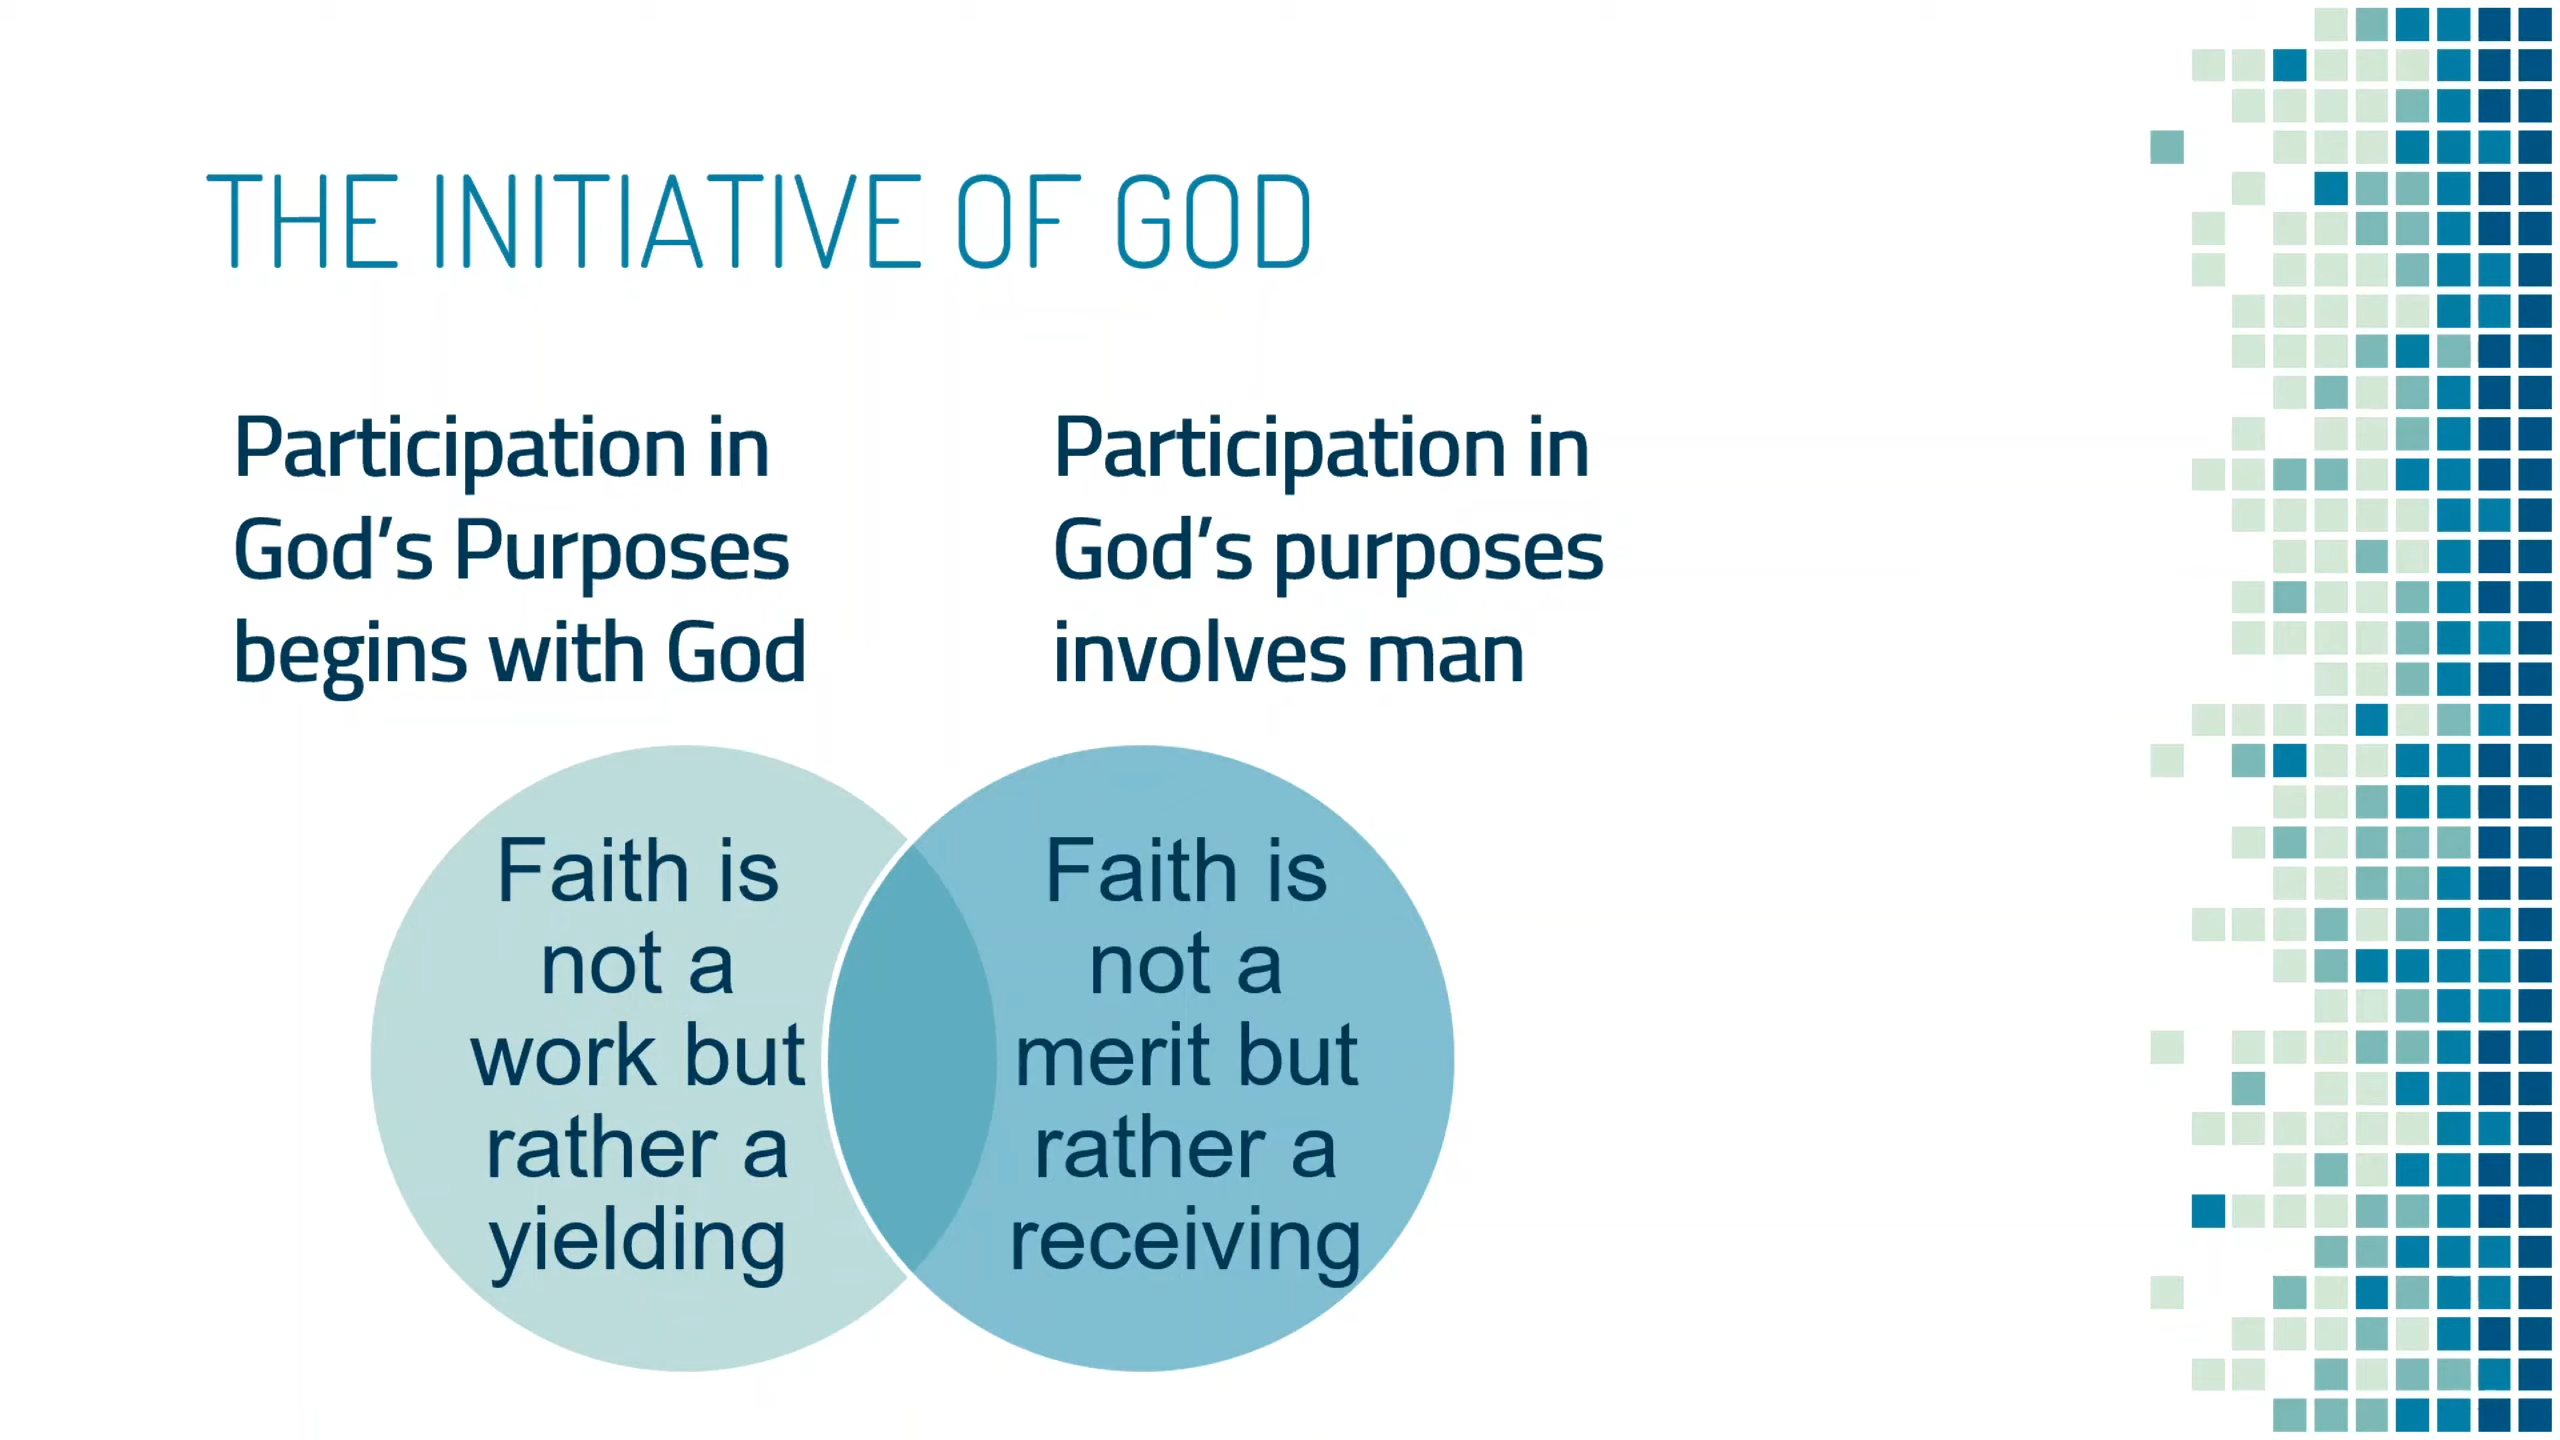 THE INITIATIVE OF GOD
Participation in
God’s Purposes
begins with God
Participation in
God’s purposes
involves man
Faith is
not a
work but
rather a
yielding
Faith is
not a
merit but
rather a
receiving